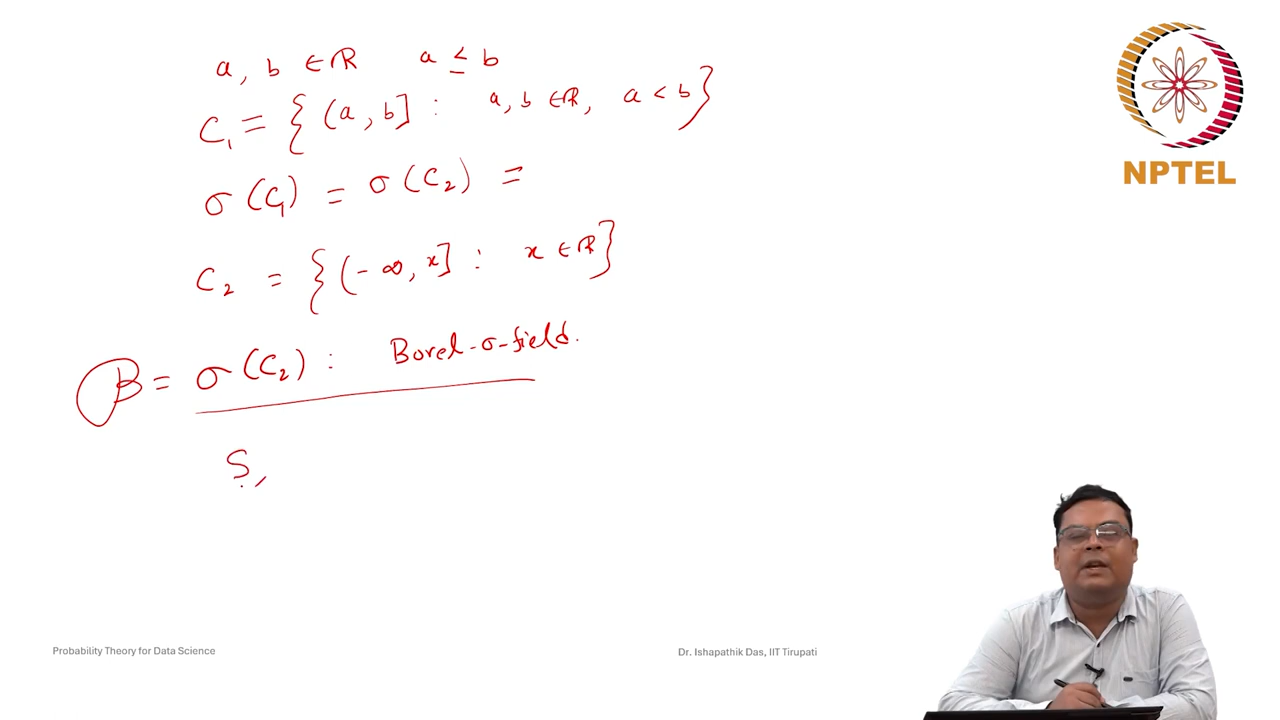 a, b ∈ ℝ a ≤ b
C₁ = { (a, b] : a, b ∈ ℝ, a < b }
σ(C₁) = σ(C₂) =
C₂ = { (-∞, x] : x ∈ ℝ }
B = σ(C₂) : Borel-σ-field.
S,
NPTEL
Probability Theory for Data Science
Dr. Ishapathik Das, IIT Tirupati